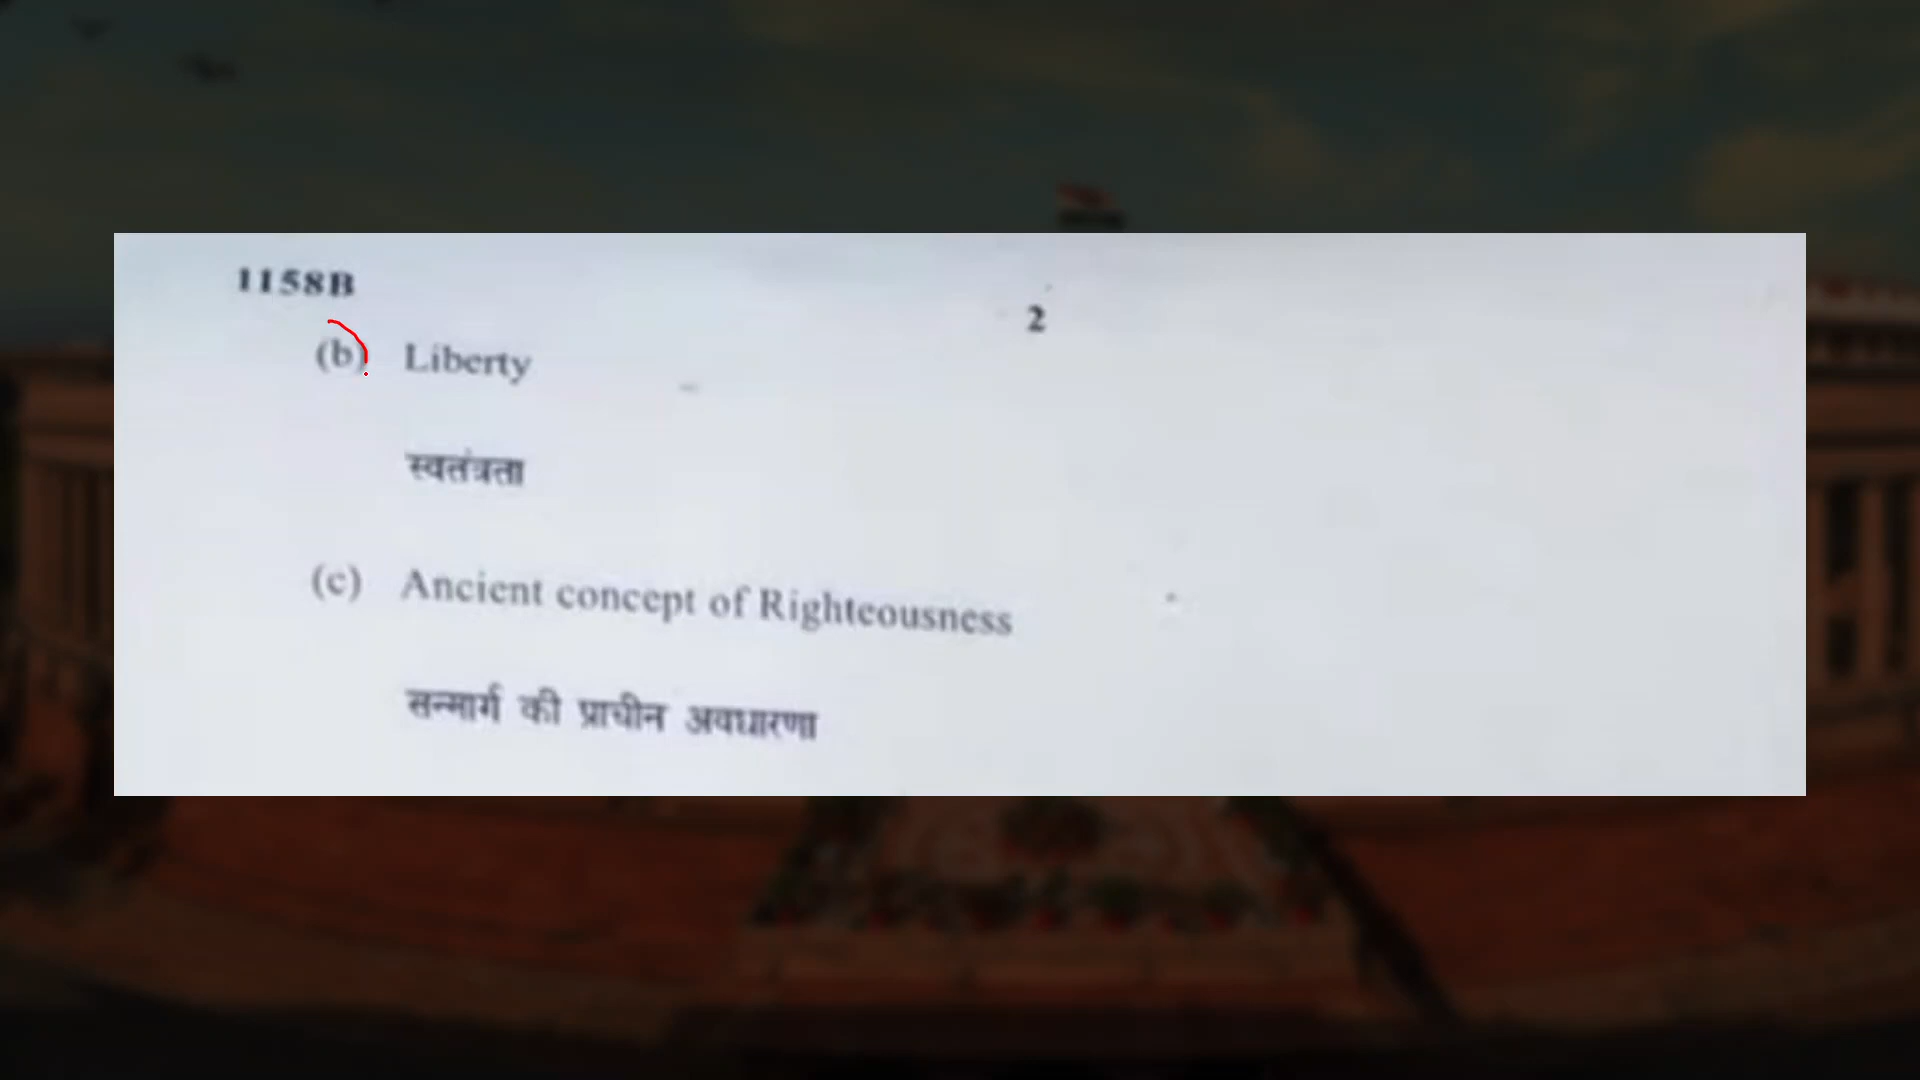 1158B
2
(b) Liberty
स्वतंत्रता
(c) Ancient concept of Righteousness
सन्मार्ग की प्राचीन अवधारणा